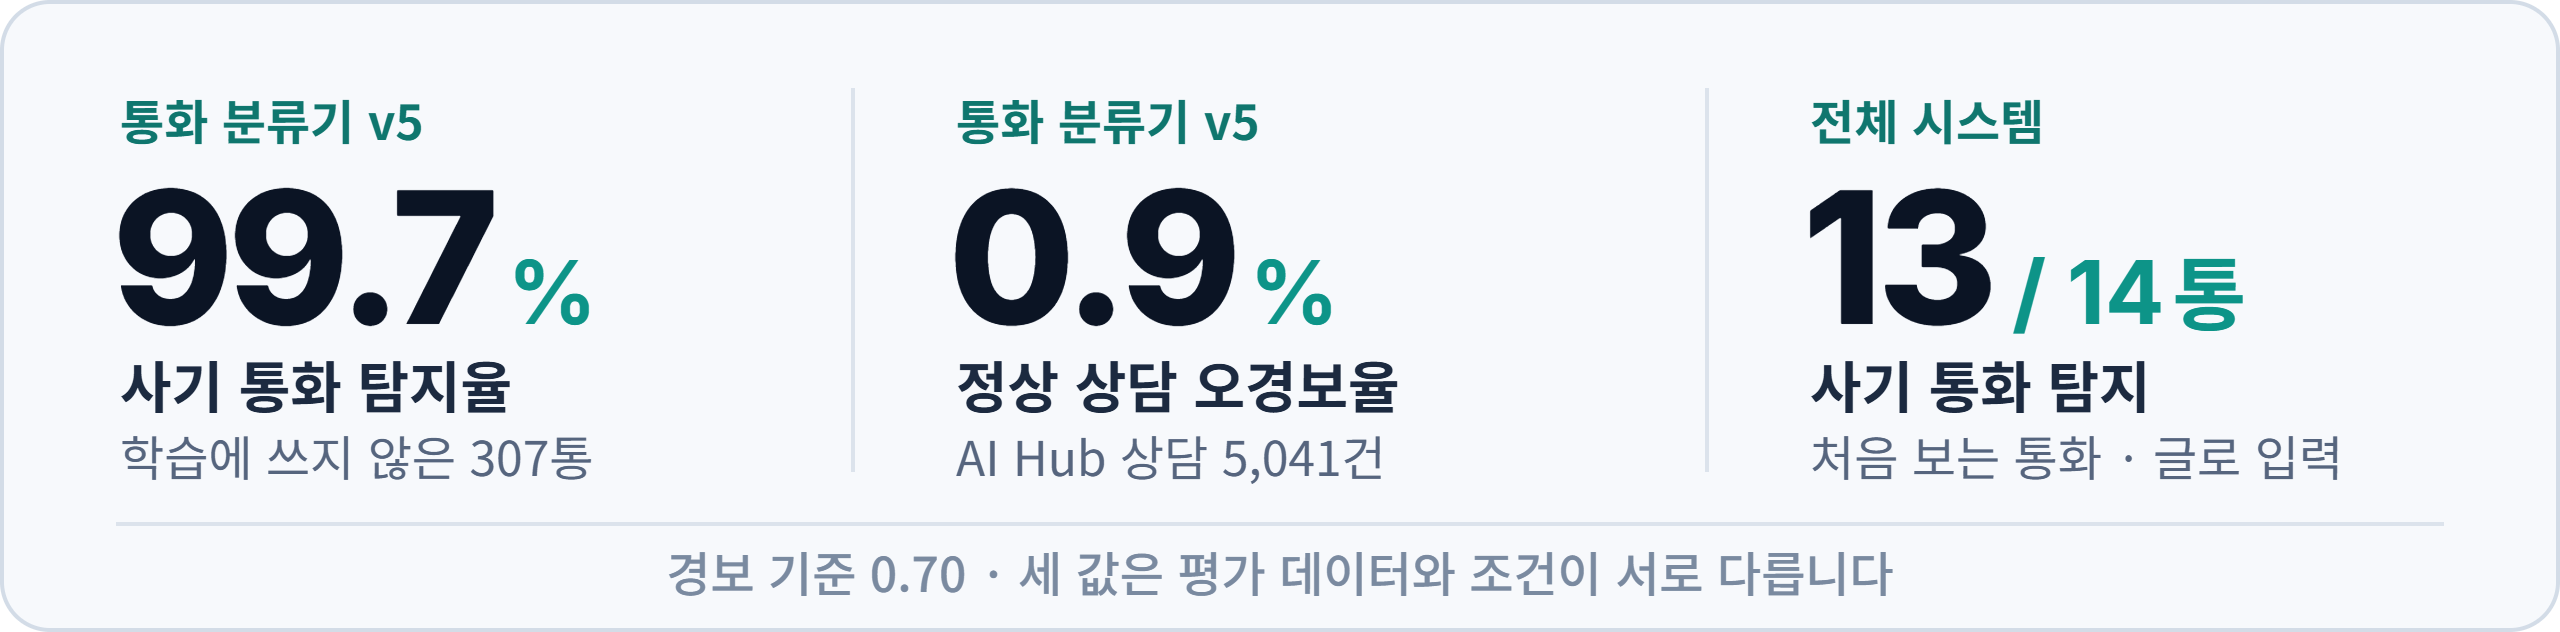 통화 분류기 v5
99.7%
사기 통화 탐지율
학습에 쓰지 않은 307통
통화 분류기 v5
0.9%
정상 상담 오경보율
AI Hub 상담 5,041건
전체 시스템
13 / 14통
사기 통화 탐지
처음 보는 통화 · 글로 입력
경보 기준 0.70 · 세 값은 평가 데이터와 조건이 서로 다릅니다